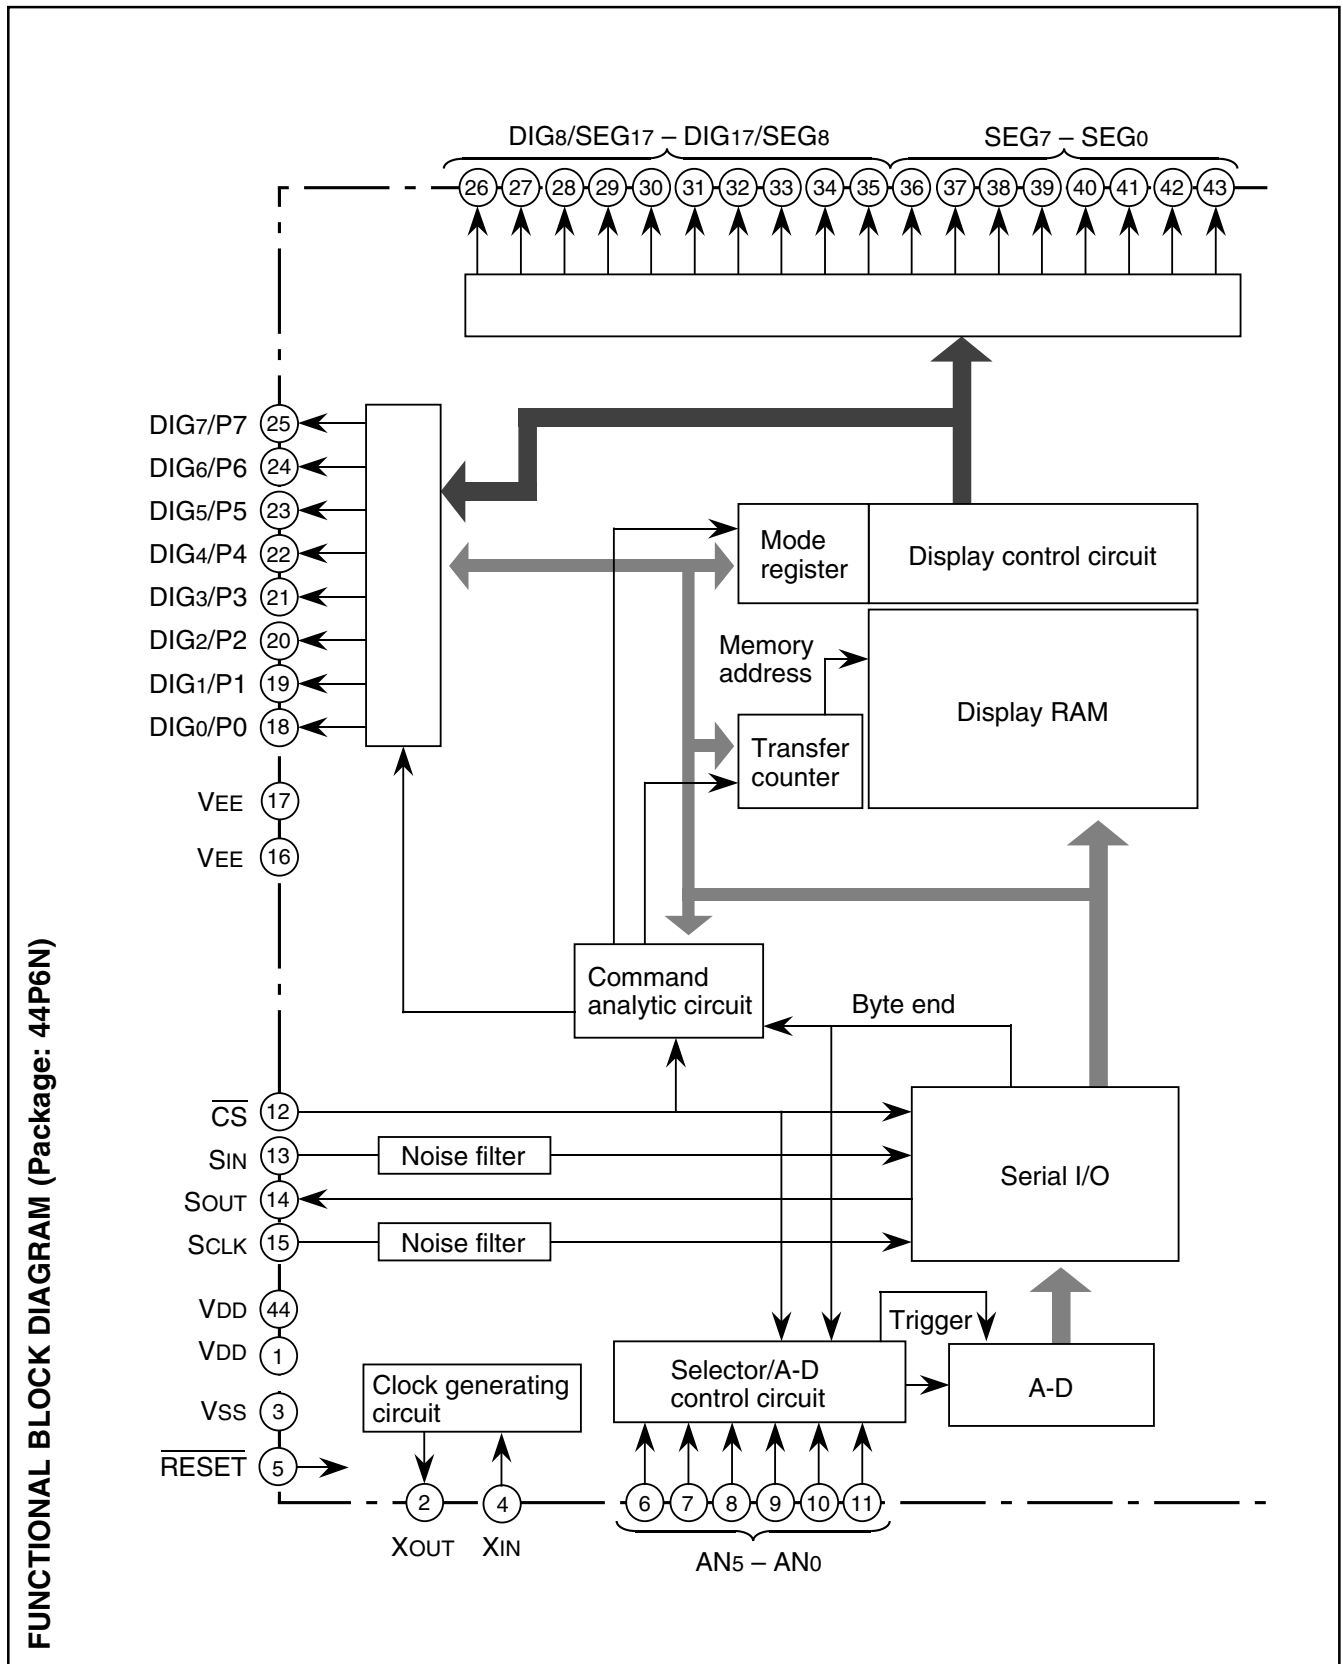 FUNCTIONAL BLOCK DIAGRAM (Package: 44P6N)
DIG8/SEG17 – DIG17/SEG8
SEG7 – SEG0
26 27 28 29 30 31 32 33 34 35 36 37 38 39 40 41 42 43
DIG7/P7 25
DIG6/P6 24
DIG5/P5 23
DIG4/P4 22
DIG3/P3 21
DIG2/P2 20
DIG1/P1 19
DIG0/P0 18
VEE 17
VEE 16
Mode
register
Display control circuit
Memory
address
Display RAM
Transfer
counter
Command
analytic circuit
Byte end
CS 12
SIN 13
Noise filter
SOUT 14
SCLK 15
Noise filter
Serial I/O
VDD 44
VDD 1
VSS 3
RESET 5
Clock generating
circuit
Selector/A-D
control circuit
Trigger
A-D
2 4 6 7 8 9 10 11
XOUT XIN
AN5 – AN0